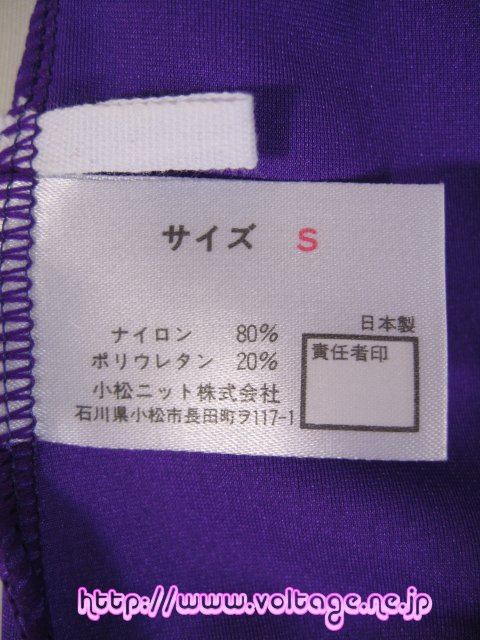 サイズ S
日本製
ナイロン 80%
ポリウレタン 20%
責任者印
小松ニット株式会社
石川県小松市長田町ヲ117-1
http://www.voltage.nc.jp